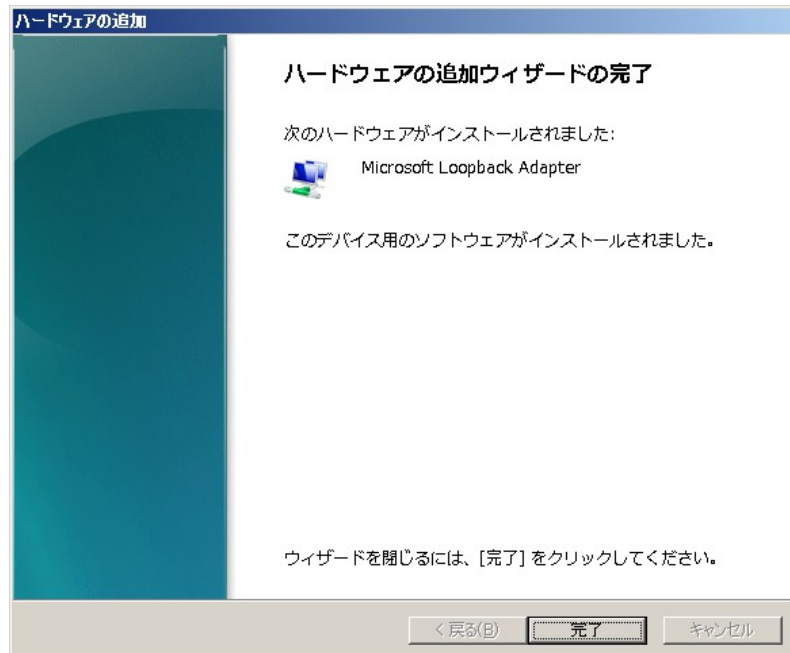 ハードウェアの追加
ハードウェアの追加ウィザードの完了
次のハードウェアがインストールされました:
Microsoft Loopback Adapter
このデバイス用のソフトウェアがインストールされました。
ウィザードを閉じるには、[完了] をクリックしてください。
< 戻る(B) 完了 キャンセル